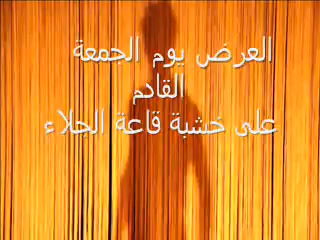 العرض يوم الجمعة
القادم
على خشبة قاعة الجلاء